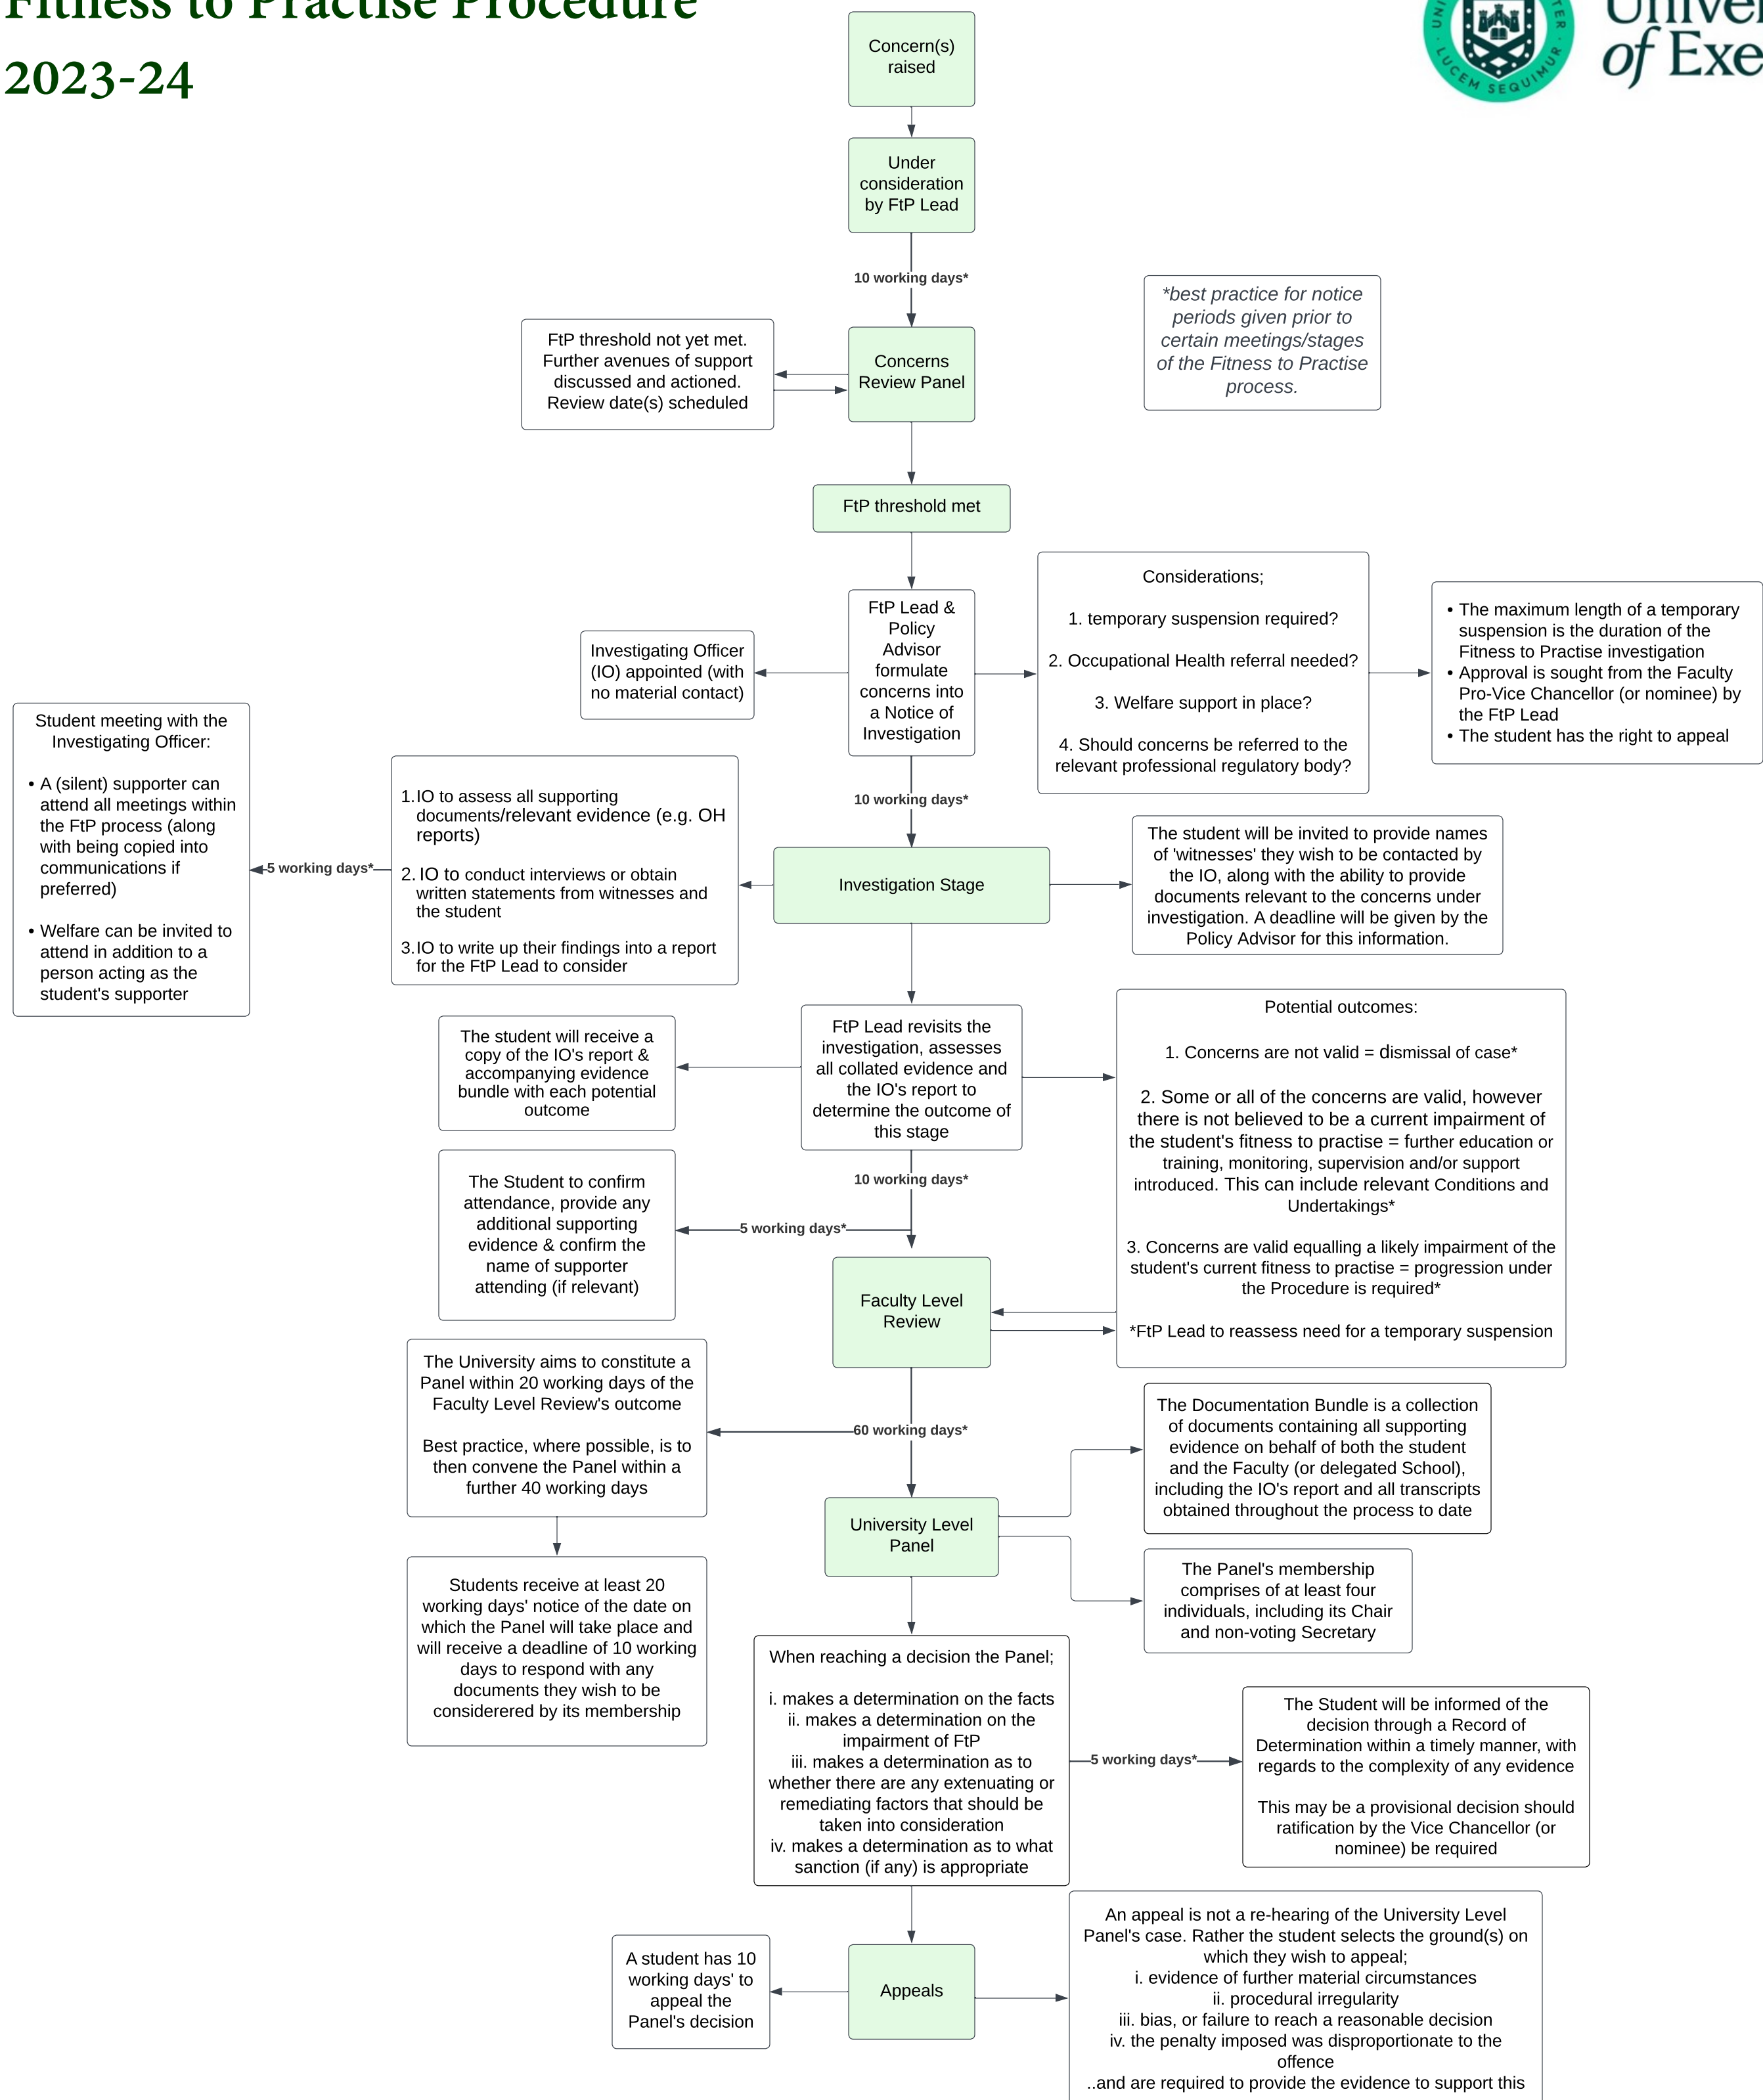 Fitness to Practise Procedure
2023-24
LUCEM SEQUIMUR
of Exe
Concern(s)
raised
Under
consideration
by FtP Lead
10 working days*
*best practice for notice
periods given prior to
certain meetings/stages
of the Fitness to Practise
process.
FtP threshold not yet met.
Further avenues of support
discussed and actioned.
Review date(s) scheduled
Concerns
Review Panel
FtP threshold met
FtP Lead &
Policy
Advisor
formulate
concerns into
a Notice of
Investigation
Investigating Officer
(IO) appointed (with
no material contact)
Considerations;
1. temporary suspension required?
2. Occupational Health referral needed?
3. Welfare support in place?
4. Should concerns be referred to the
relevant professional regulatory body?
• The maximum length of a temporary
suspension is the duration of the
Fitness to Practise investigation
• Approval is sought from the Faculty
Pro-Vice Chancellor (or nominee) by
the FtP Lead
• The student has the right to appeal
10 working days*
Student meeting with the
Investigating Officer:
• A (silent) supporter can
attend all meetings within
the FtP process (along
with being copied into
communications if
preferred)
• Welfare can be invited to
attend in addition to a
person acting as the
student's supporter
5 working days*
1.IO to assess all supporting
documents/relevant evidence (e.g. OH
reports)
2. IO to conduct interviews or obtain
written statements from witnesses and
the student
3.IO to write up their findings into a report
for the FtP Lead to consider
Investigation Stage
The student will be invited to provide names
of 'witnesses' they wish to be contacted by
the IO, along with the ability to provide
documents relevant to the concerns under
investigation. A deadline will be given by the
Policy Advisor for this information.
The student will receive a
copy of the IO's report &
accompanying evidence
bundle with each potential
outcome
FtP Lead revisits the
investigation, assesses
all collated evidence and
the IO's report to
determine the outcome of
this stage
Potential outcomes:
1. Concerns are not valid = dismissal of case*
2. Some or all of the concerns are valid, however
there is not believed to be a current impairment of
the student's fitness to practise = further education or
training, monitoring, supervision and/or support
introduced. This can include relevant Conditions and
Undertakings*
3. Concerns are valid equalling a likely impairment of the
student's current fitness to practise = progression under
the Procedure is required*
*FtP Lead to reassess need for a temporary suspension
10 working days*
5 working days*
The Student to confirm
attendance, provide any
additional supporting
evidence & confirm the
name of supporter
attending (if relevant)
Faculty Level
Review
The University aims to constitute a
Panel within 20 working days of the
Faculty Level Review's outcome
Best practice, where possible, is to
then convene the Panel within a
further 40 working days
60 working days*
The Documentation Bundle is a collection
of documents containing all supporting
evidence on behalf of both the student
and the Faculty (or delegated School),
including the IO's report and all transcripts
obtained throughout the process to date
University Level
Panel
The Panel's membership
comprises of at least four
individuals, including its Chair
and non-voting Secretary
Students receive at least 20
working days' notice of the date on
which the Panel will take place and
will receive a deadline of 10 working
days to respond with any
documents they wish to be
considerered by its membership
When reaching a decision the Panel;
i. makes a determination on the facts
ii. makes a determination on the
impairment of FtP
iii. makes a determination as to
whether there are any extenuating or
remediating factors that should be
taken into consideration
iv. makes a determination as to what
sanction (if any) is appropriate
5 working days*
The Student will be informed of the
decision through a Record of
Determination within a timely manner, with
regards to the complexity of any evidence
This may be a provisional decision should
ratification by the Vice Chancellor (or
nominee) be required
A student has 10
working days' to
appeal the
Panel's decision
Appeals
An appeal is not a re-hearing of the University Level
Panel's case. Rather the student selects the ground(s) on
which they wish to appeal;
i. evidence of further material circumstances
ii. procedural irregularity
iii. bias, or failure to reach a reasonable decision
iv. the penalty imposed was disproportionate to the
offence
..and are required to provide the evidence to support this